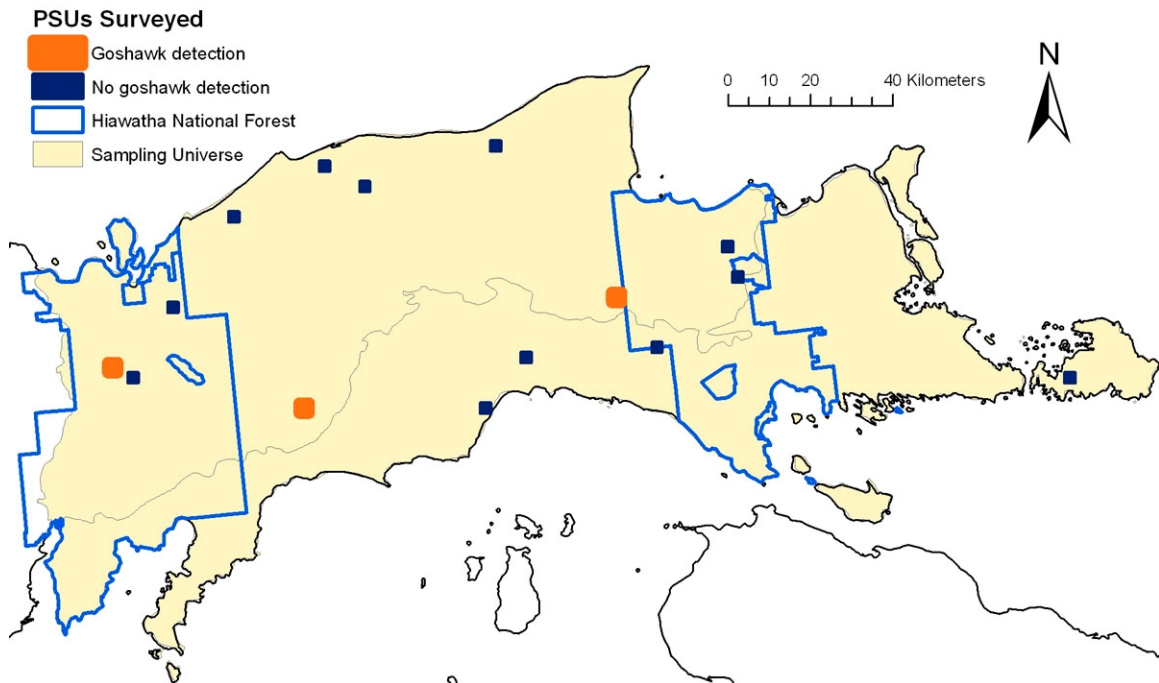 PSUs Surveyed
Goshawk detection
No goshawk detection
Hiawatha National Forest
Sampling Universe
0 10 20 40 Kilometers
N